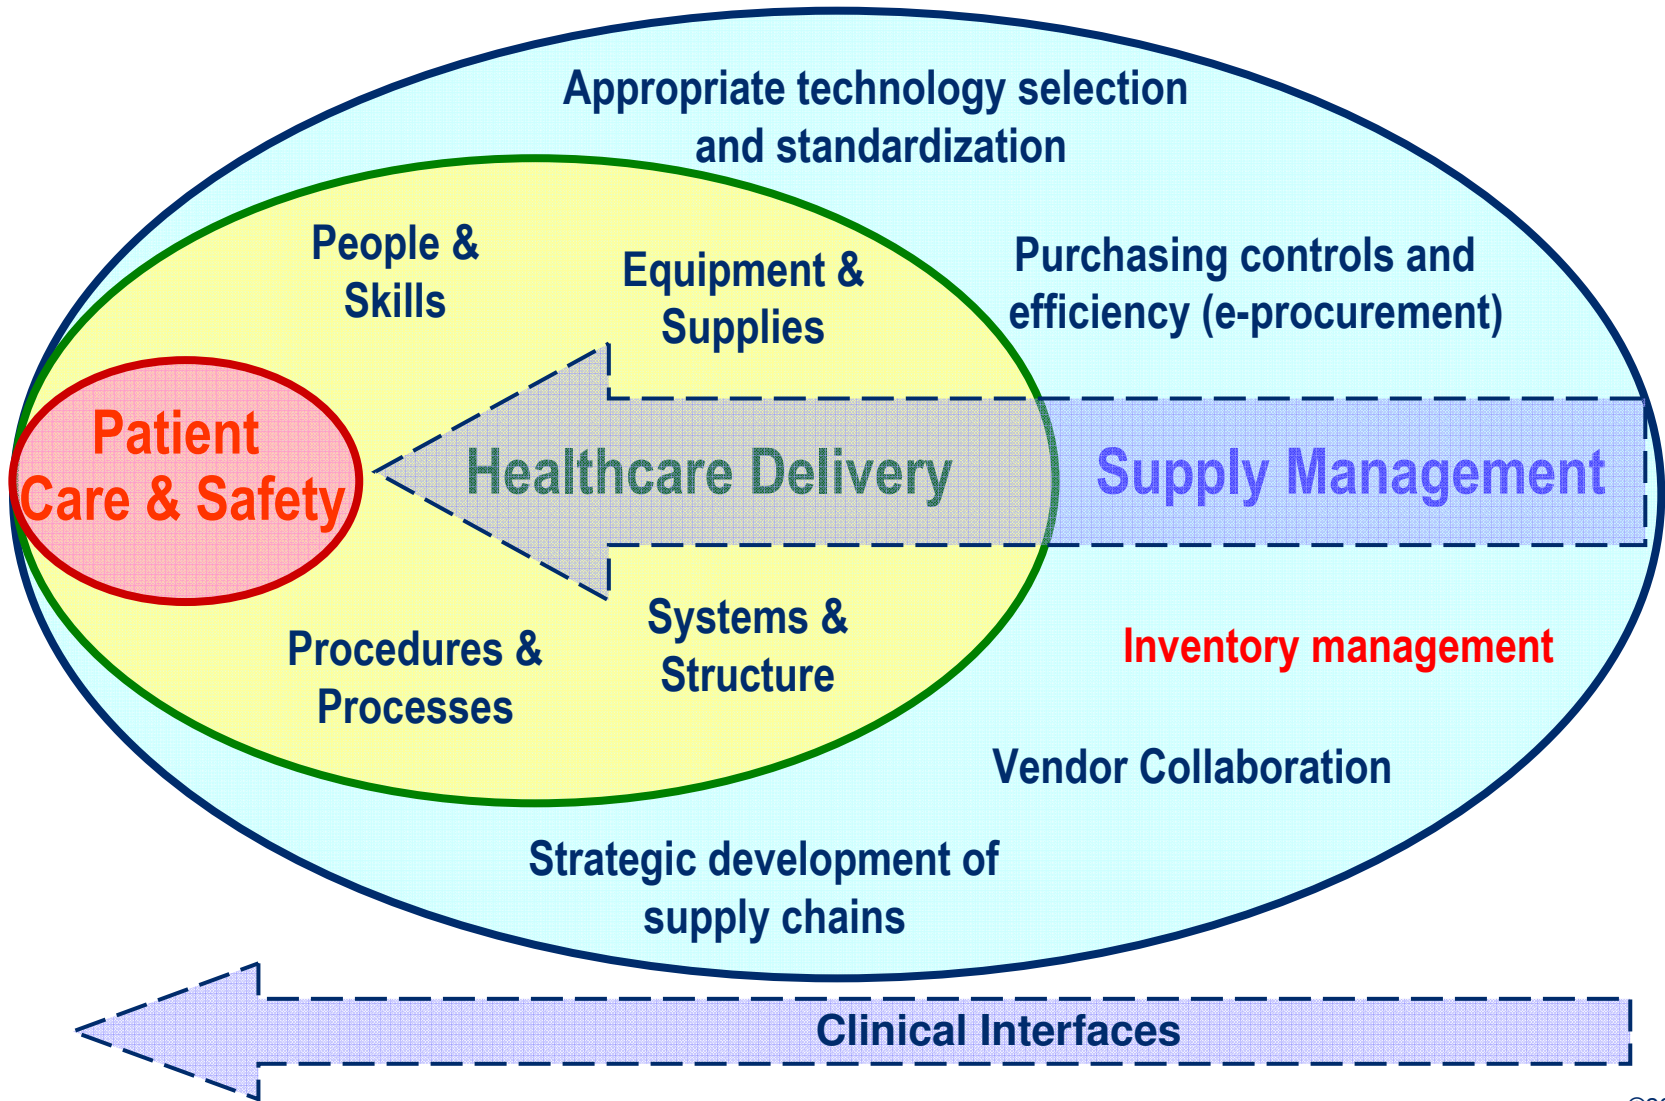 Appropriate technology selection
and standardization
People &
Skills
Equipment &
Supplies
Purchasing controls and
efficiency (e-procurement)
Patient
Care & Safety
Healthcare Delivery
Supply Management
Procedures &
Processes
Systems &
Structure
Inventory management
Vendor Collaboration
Strategic development of
supply chains
Clinical Interfaces